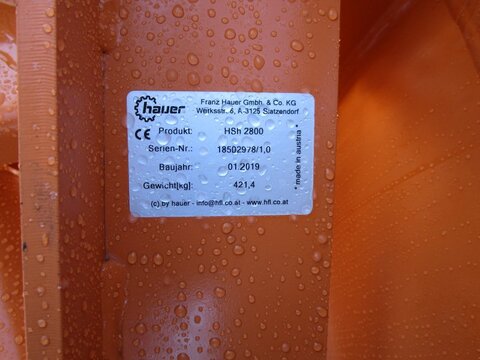 hauer
Franz Hauer Gmbh. & Co. KG
Werksstr. 6, A-3125 Statzendorf
CE Produkt: HSh 2800
Serien-Nr.: 18502978/1,0
Baujahr: 01.2019
Gewicht[kg]: 421,4
(c) by hauer - info@hfl.co.at - www.hfl.co.at
* made in austria *